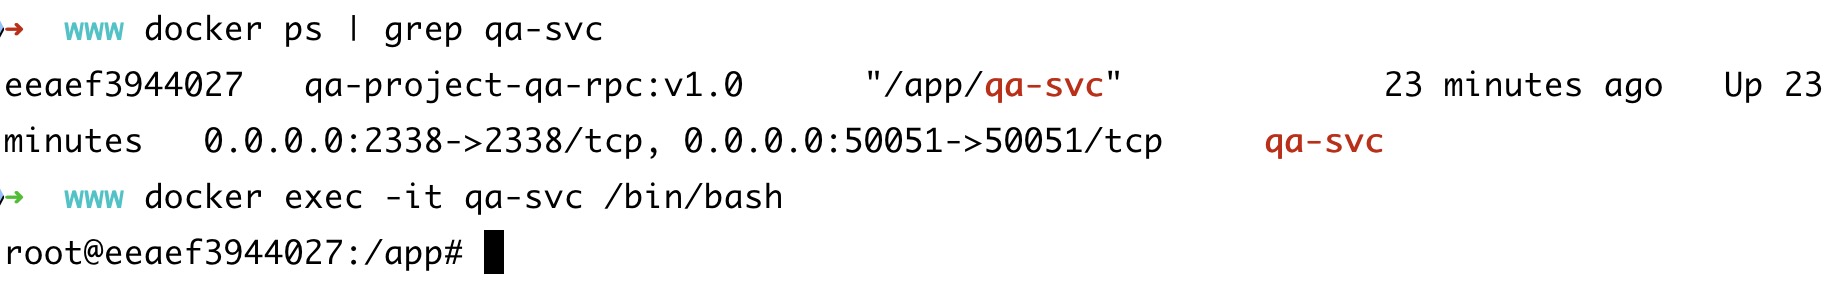 ➜  www docker ps | grep qa-svc
eeaef3944027   qa-project-qa-rpc:v1.0      "/app/qa-svc"             23 minutes ago   Up 23
minutes   0.0.0.0:2338->2338/tcp, 0.0.0.0:50051->50051/tcp     qa-svc
➜  www docker exec -it qa-svc /bin/bash
root@eeaef3944027:/app#